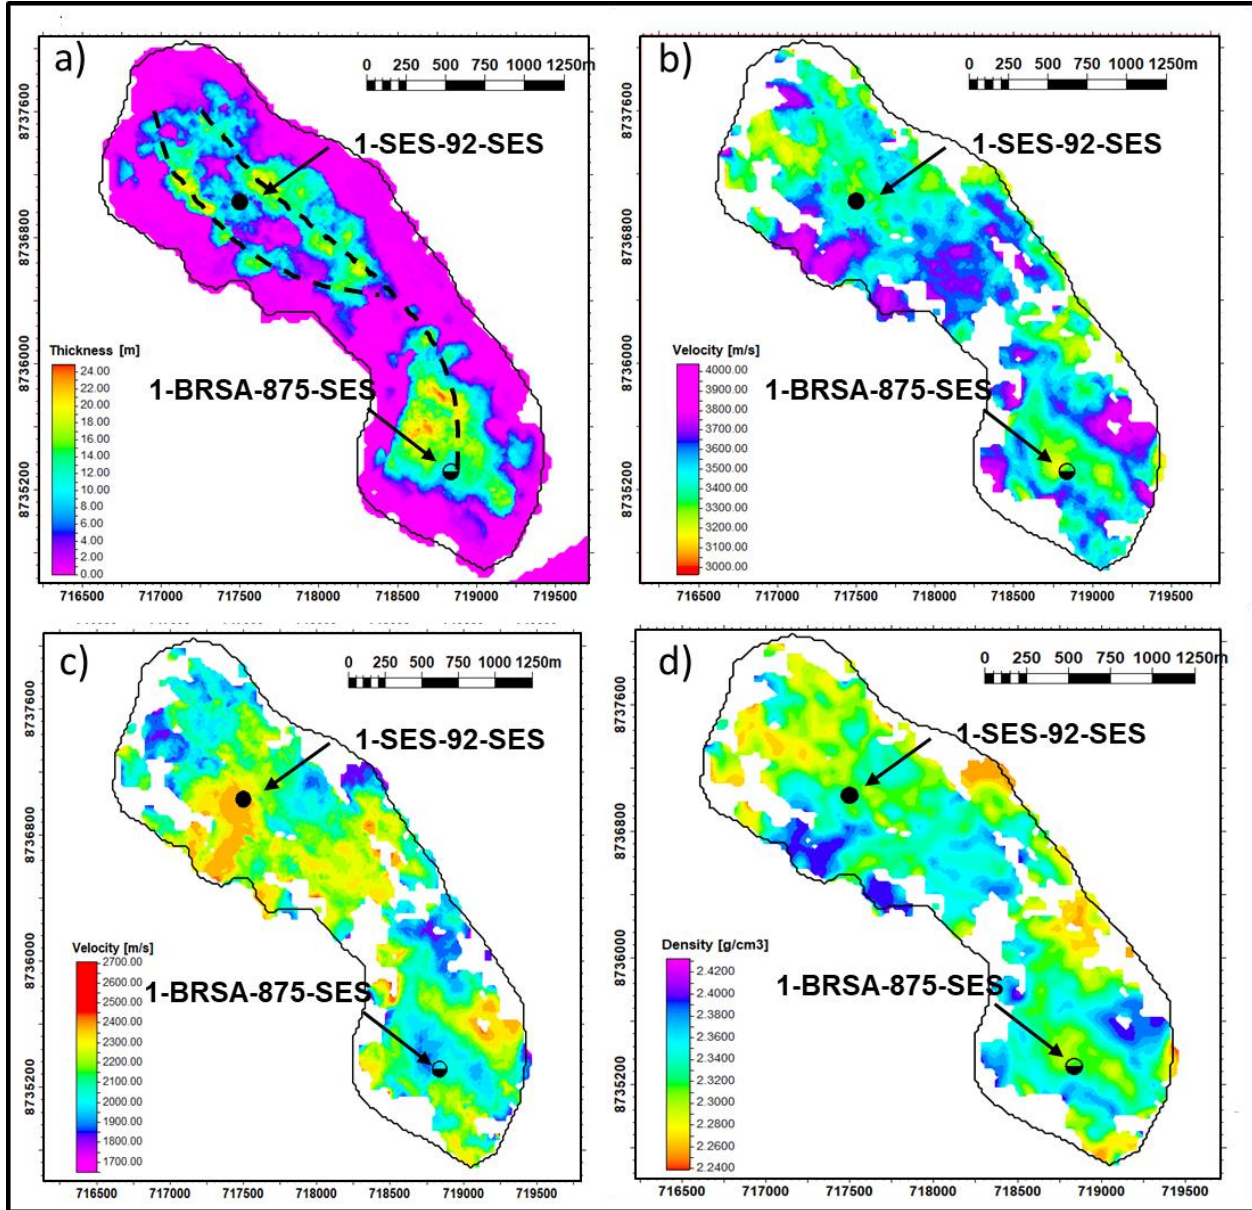 a)
0 250 500 750 1000 1250m
1-SES-92-SES
8737600
8736800
8736000
8735200
Thickness [m]
24.00
22.00
20.00
18.00
16.00
14.00
12.00
10.00
8.00
6.00
4.00
2.00
0.00
1-BRSA-875-SES
716500 717000 717500 718000 718500 719000 719500
b)
0 250 500 750 1000 1250m
1-SES-92-SES
8737600
8736800
8736000
8735200
Velocity [m/s]
4000.00
3900.00
3800.00
3700.00
3600.00
3500.00
3400.00
3300.00
3200.00
3100.00
3000.00
1-BRSA-875-SES
716500 717000 717500 718000 718500 719000 719500
c)
0 250 500 750 1000 1250m
1-SES-92-SES
8737600
8736800
8736000
8735200
Velocity [m/s]
2700.00
2600.00
2500.00
2400.00
2300.00
2200.00
2100.00
2000.00
1900.00
1800.00
1700.00
1-BRSA-875-SES
716500 717000 717500 718000 718500 719000 719500
d)
0 250 500 750 1000 1250m
1-SES-92-SES
8737600
8736800
8736000
8735200
Density [g/cm3]
2.4200
2.4000
2.3800
2.3600
2.3400
2.3200
2.3000
2.2800
2.2600
2.2400
1-BRSA-875-SES
716500 717000 717500 718000 718500 719000 719500